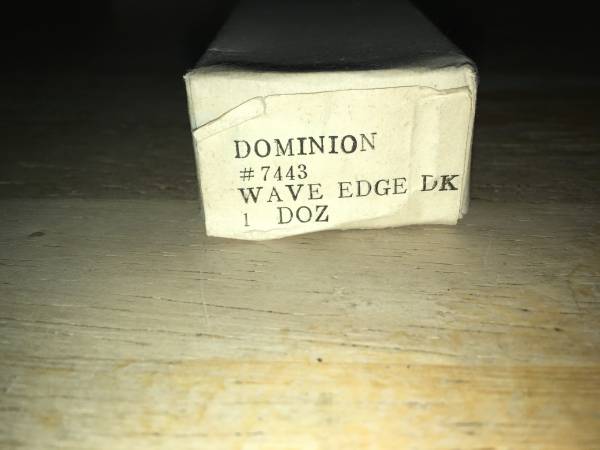 DOMINION
#7443
WAVE EDGE DK
1 DOZ